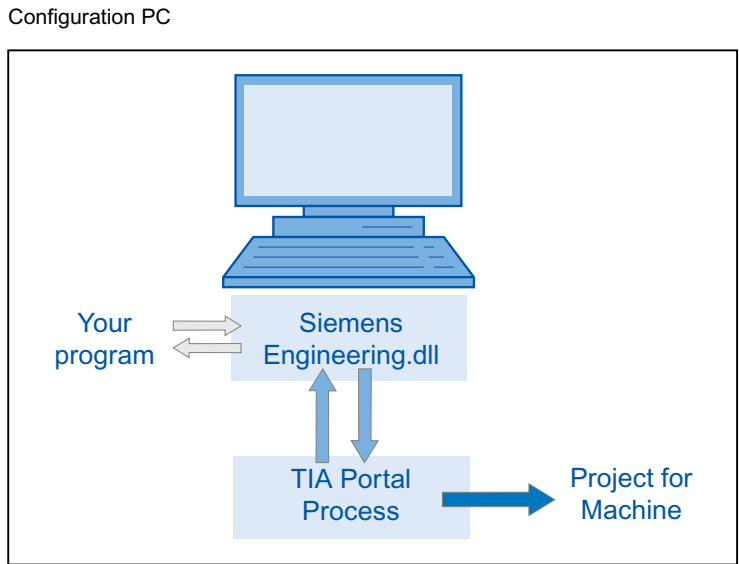 Configuration PC
Your
program
Siemens
Engineering.dll
TIA Portal
Process
Project for
Machine